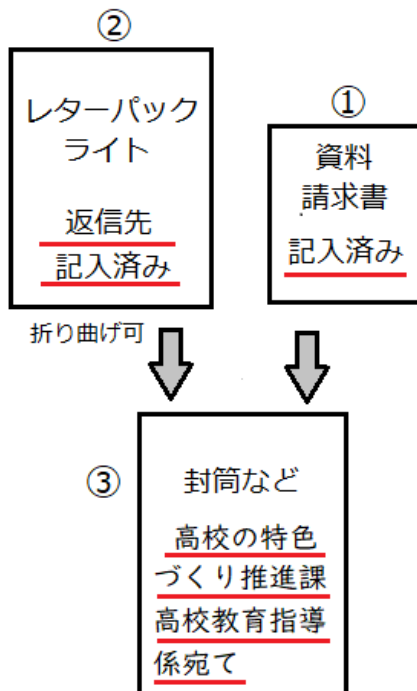 ②
レターパック
ライト
返信先
記入済み
折り曲げ可
①
資料
請求書
記入済み
③
封筒など
高校の特色
づくり推進課
高校教育指導
係宛て